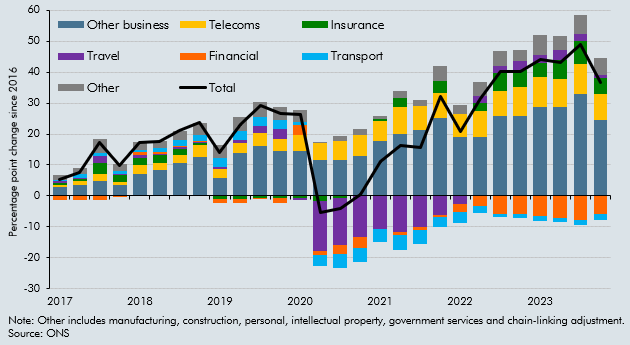 Percentage point change since 2016
60
50
40
30
20
10
0
-10
-20
-30
Other business
Telecoms
Insurance
Travel
Financial
Transport
Other
Total
2017
2018
2019
2020
2021
2022
2023
Note: Other includes manufacturing, construction, personal, intellectual property, government services and chain-linking adjustment.
Source: ONS